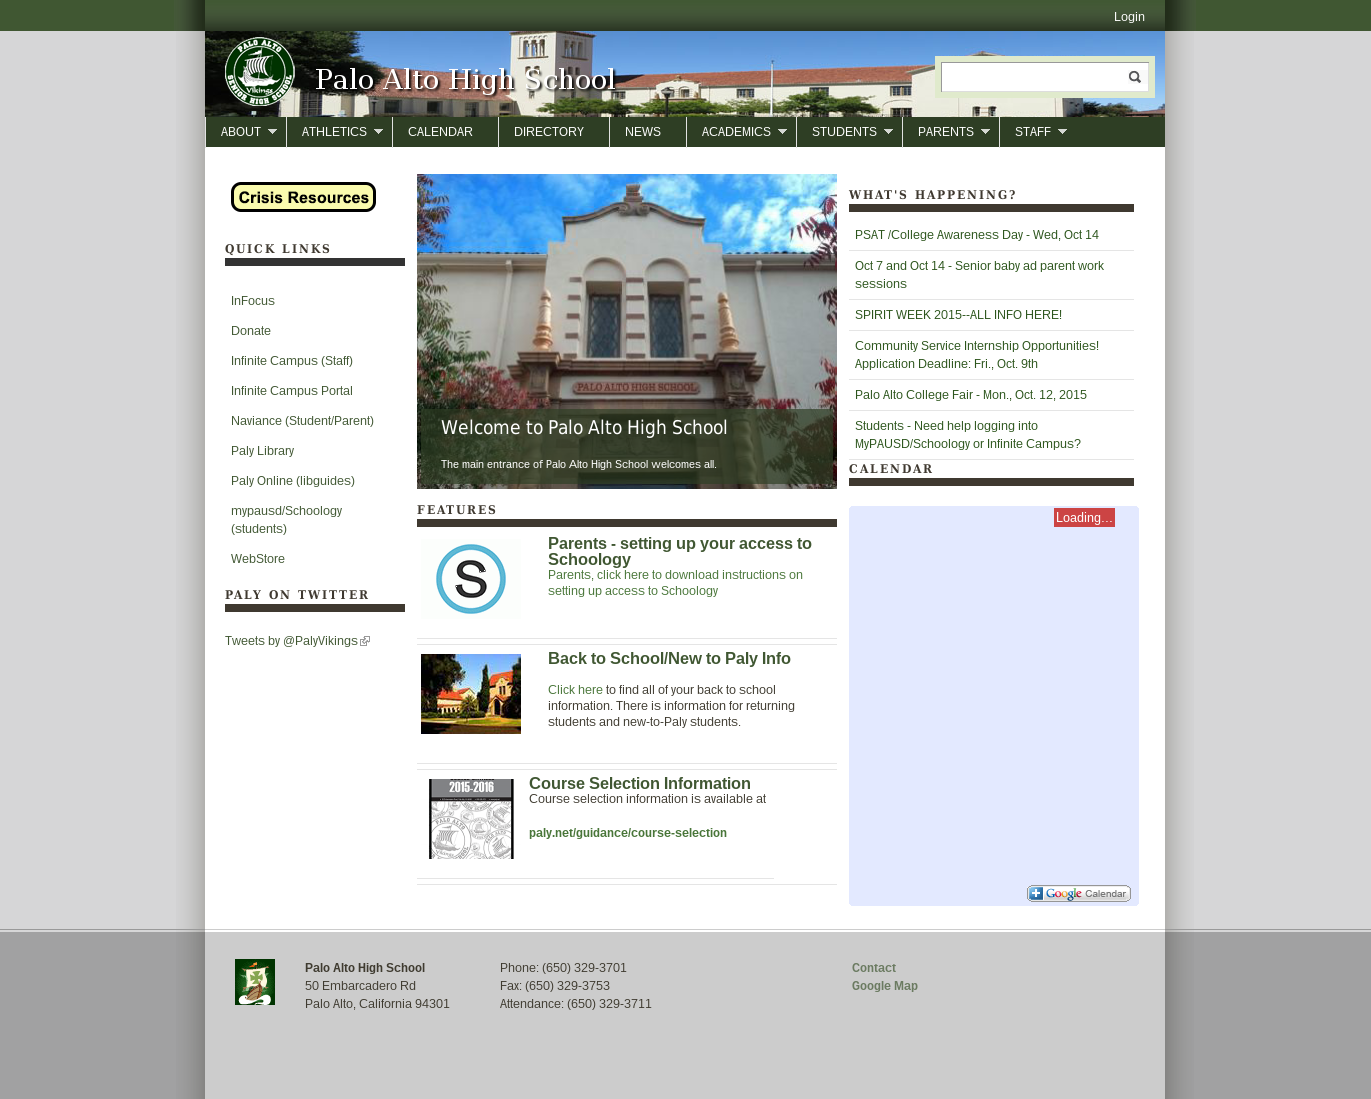 Login
PALO ALTO
Vikings
SENIOR HIGH SCHOOL
Palo Alto High School
ABOUT
ATHLETICS
CALENDAR
DIRECTORY
NEWS
ACADEMICS
STUDENTS
PARENTS
STAFF
Crisis Resources
QUICK LINKS
InFocus
Donate
Infinite Campus (Staff)
Infinite Campus Portal
Naviance (Student/Parent)
Paly Library
Paly Online (libguides)
mypausd/Schoology
(students)
WebStore
PALY ON TWITTER
Tweets by @PalyVikings
PALO ALTO HIGH SCHOOL
Welcome to Palo Alto High School
The main entrance of Palo Alto High School welcomes all.
FEATURES
S
Parents - setting up your access to
Schoology
Parents, click here to download instructions on
setting up access to Schoology
Back to School/New to Paly Info
Click here to find all of your back to school
information. There is information for returning
students and new-to-Paly students.
2015-2016
Course Selection Information
Course selection information is available at
paly.net/guidance/course-selection
WHAT'S HAPPENING?
PSAT /College Awareness Day - Wed, Oct 14
Oct 7 and Oct 14 - Senior baby ad parent work
sessions
SPIRIT WEEK 2015--ALL INFO HERE!
Community Service Internship Opportunities!
Application Deadline: Fri., Oct. 9th
Palo Alto College Fair - Mon., Oct. 12, 2015
Students - Need help logging into
MyPAUSD/Schoology or Infinite Campus?
CALENDAR
Loading...
Google Calendar
Palo Alto High School
50 Embarcadero Rd
Palo Alto, California 94301
Phone: (650) 329-3701
Fax: (650) 329-3753
Attendance: (650) 329-3711
Contact
Google Map